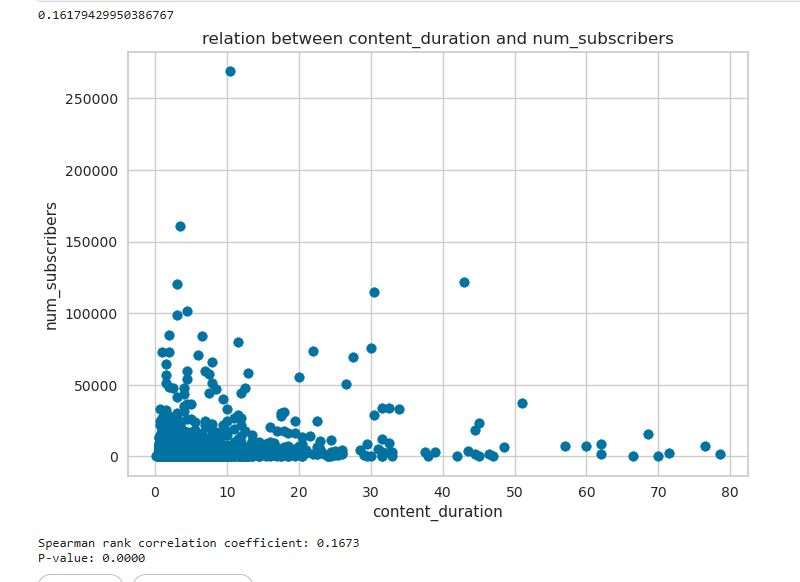 0.16179429950386767
relation between content_duration and num_subscribers
250000
200000
150000
100000
50000
0
num_subscribers
0 10 20 30 40 50 60 70 80
content_duration
Spearman rank correlation coefficient: 0.1673
P-value: 0.0000